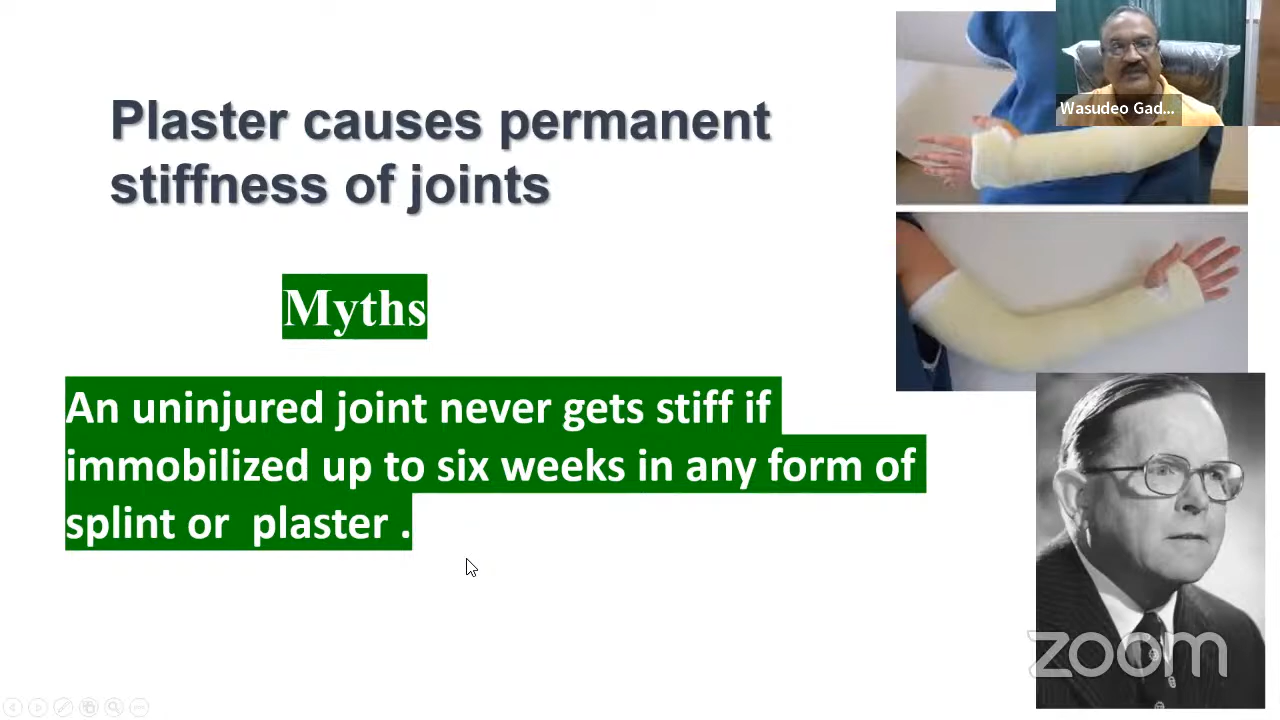 Plaster causes permanent
stiffness of joints
Wasudeo Gad...
Myths
An uninjured joint never gets stiff if
immobilized up to six weeks in any form of
splint or  plaster .
zoom